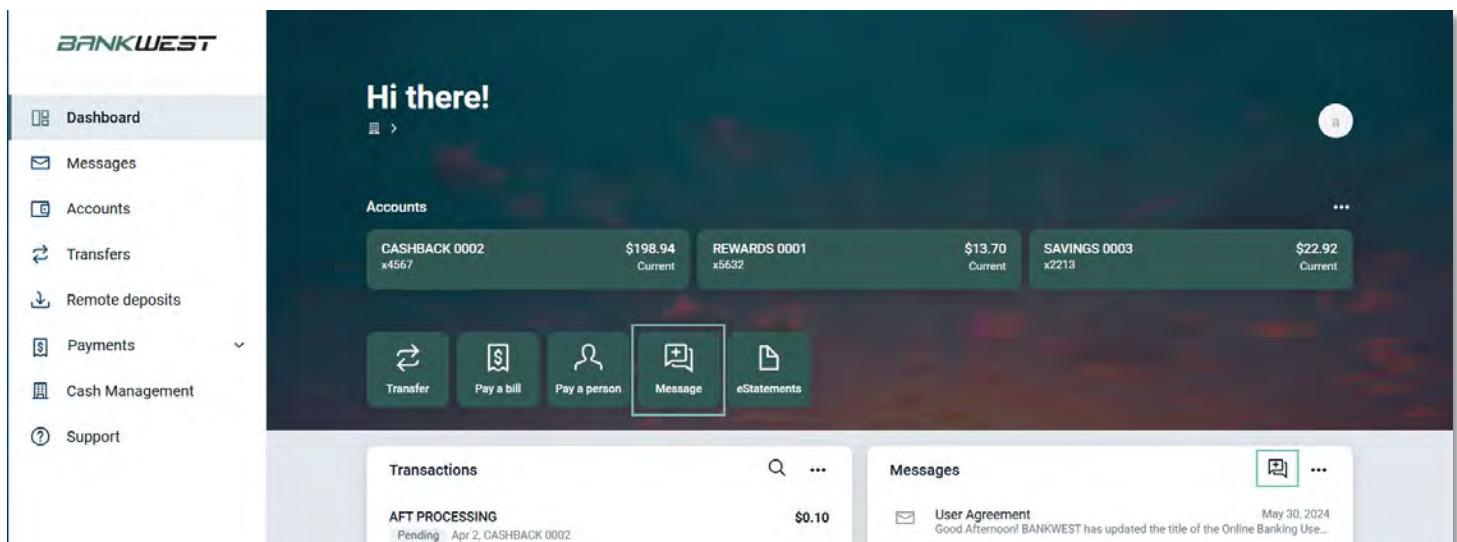 BANKWEST
Dashboard
Messages
Accounts
Transfers
Remote deposits
Payments
Cash Management
Support
Hi there!
a
Accounts
CASHBACK 0002 $198.94
x4567 Current
REWARDS 0001 $13.70
x5632 Current
SAVINGS 0003 $22.92
x2213 Current
Transfer
Pay a bill
Pay a person
Message
eStatements
Transactions
AFT PROCESSING $0.10
Pending Apr 2, CASHBACK 0002
Messages
User Agreement May 30, 2024
Good Afternoon! BANKWEST has updated the title of the Online Banking Use...